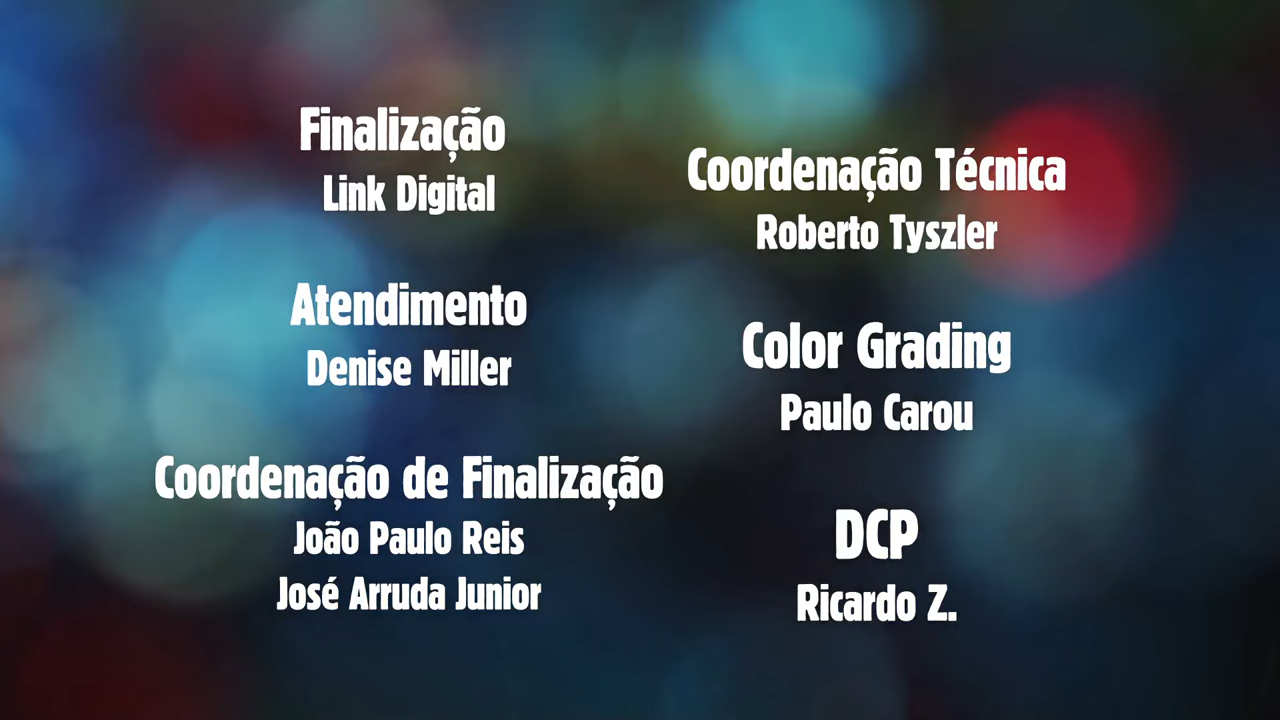 Finalização
Link Digital
Atendimento
Denise Miller
Coordenação de Finalização
João Paulo Reis
José Arruda Junior
Coordenação Técnica
Roberto Tyszler
Color Grading
Paulo Carou
DCP
Ricardo Z.